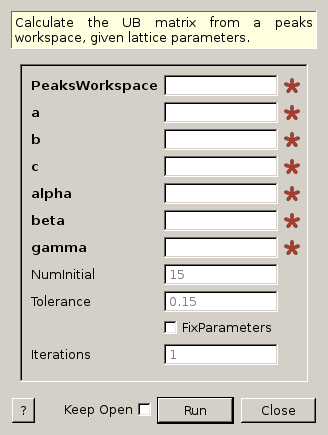 Calculate the UB matrix from a peaks
workspace, given lattice parameters.
PeaksWorkspace
a
b
c
alpha
beta
gamma
NumInitial 15
Tolerance 0.15
FixParameters
Iterations 1
? Keep Open Run Close